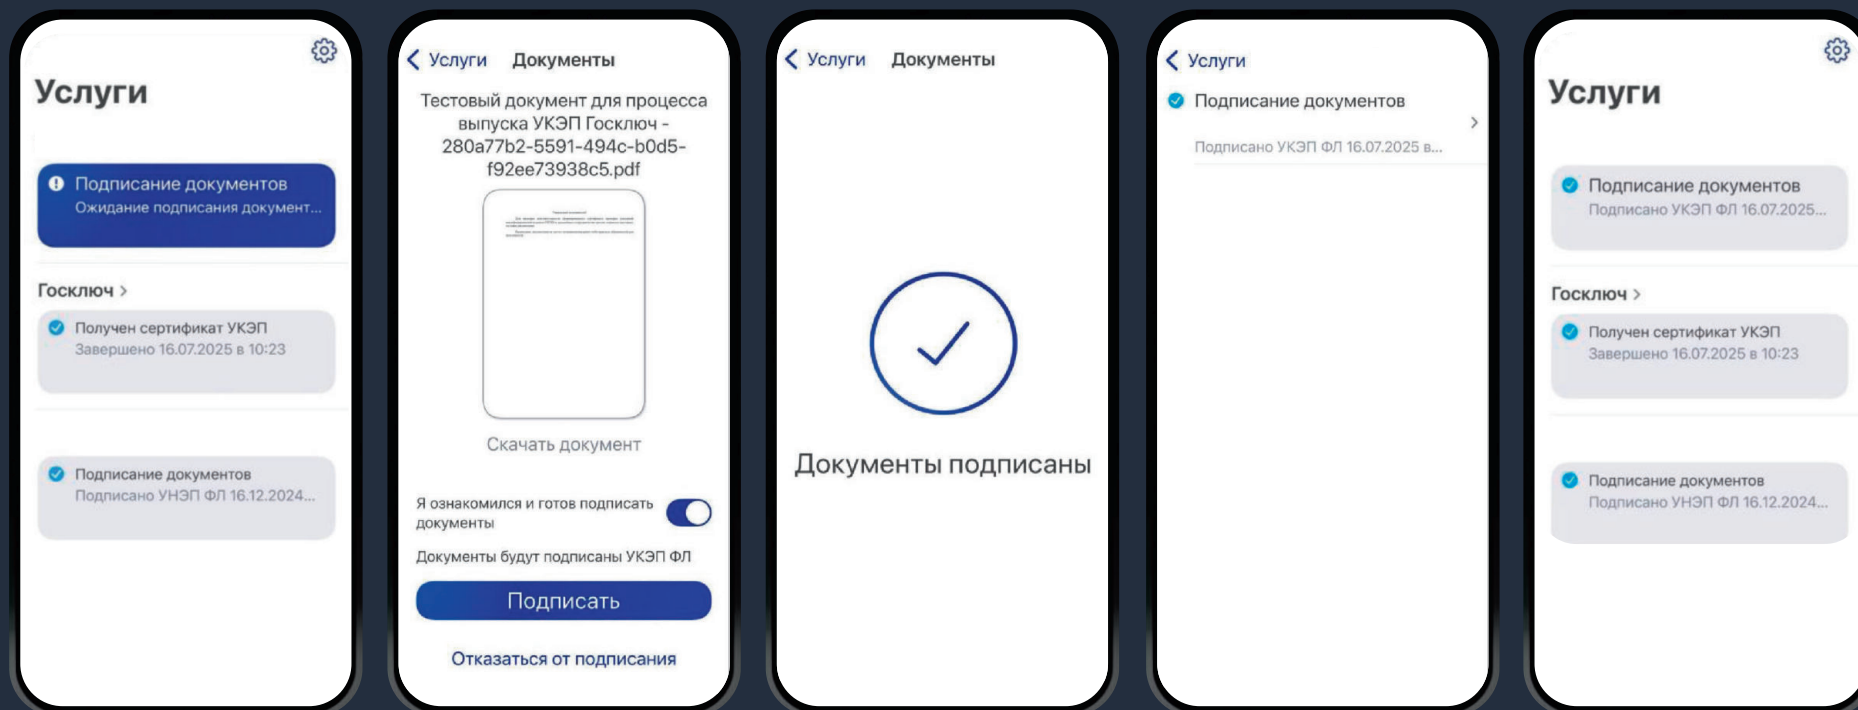 Услуги
Подписание документов
Ожидание подписания документ...
Госключ >
Получен сертификат УКЭП
Завершено 16.07.2025 в 10:23
Подписание документов
Подписано УНЭП ФЛ 16.12.2024...
Услуги Документы
Тестовый документ для процесса
выпуска УКЭП Госключ -
280a77b2-5591-494c-b0d5-
f92ee73938c5.pdf
Скачать документ
Я ознакомился и готов подписать
документы
Документы будут подписаны УКЭП ФЛ
Подписать
Отказаться от подписания
Услуги Документы
Документы подписаны
Услуги
Подписание документов
Подписано УКЭП ФЛ 16.07.2025 в...
Услуги
Подписание документов
Подписано УКЭП ФЛ 16.07.2025...
Госключ >
Получен сертификат УКЭП
Завершено 16.07.2025 в 10:23
Подписание документов
Подписано УНЭП ФЛ 16.12.2024...